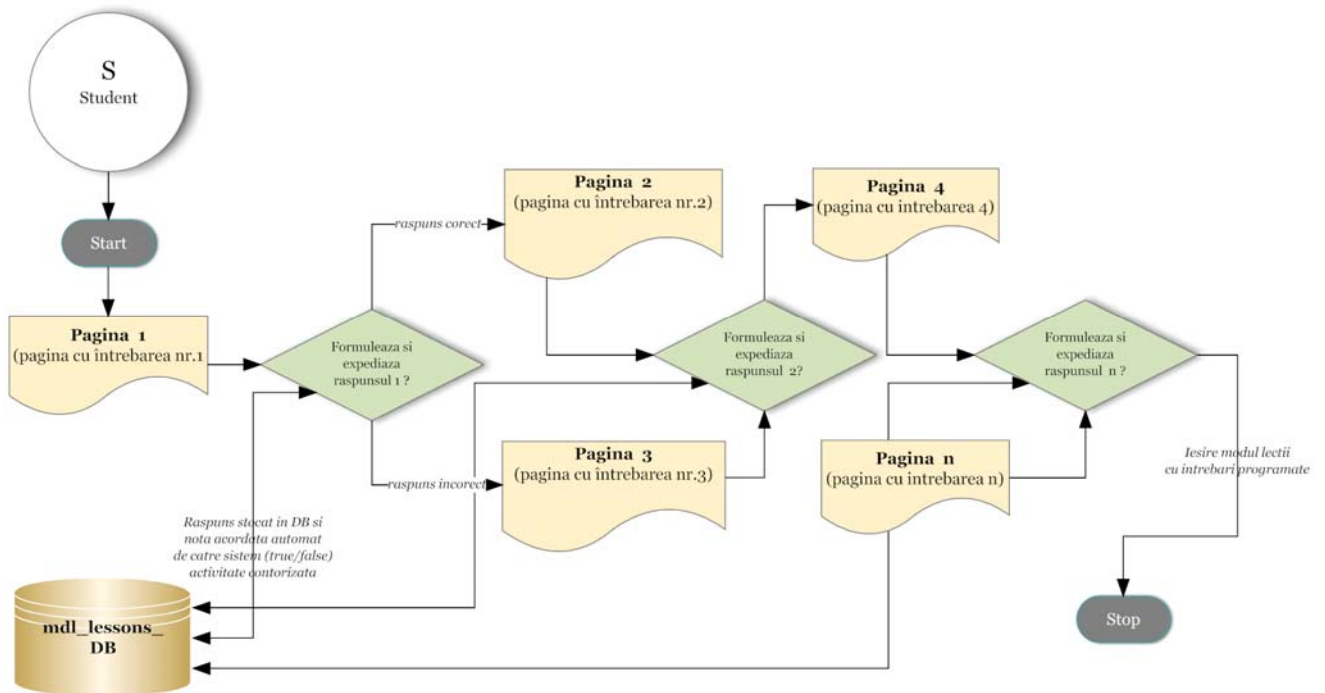 S
Student
Start
Pagina 1
(pagina cu întrebarea nr.1
Formuleaza si
expediaza
raspunsul 1 ?
raspuns corect
Pagina 2
(pagina cu întrebarea nr.2)
raspuns incorect
Pagina 3
(pagina cu întrebarea nr.3)
Formuleaza si
expediaza
raspunsul 2?
Pagina 4
(pagina cu intrebarea 4)
Pagina n
(pagina cu intrebarea n)
Formuleaza si
expediaza
raspunsul n ?
Iesire modul lectii
cu intrebari programate
Stop
Raspuns stocat in DB si
nota acordata automat
de catre sistem (true/false)
activitate contorizata
mdl_lessons_
DB